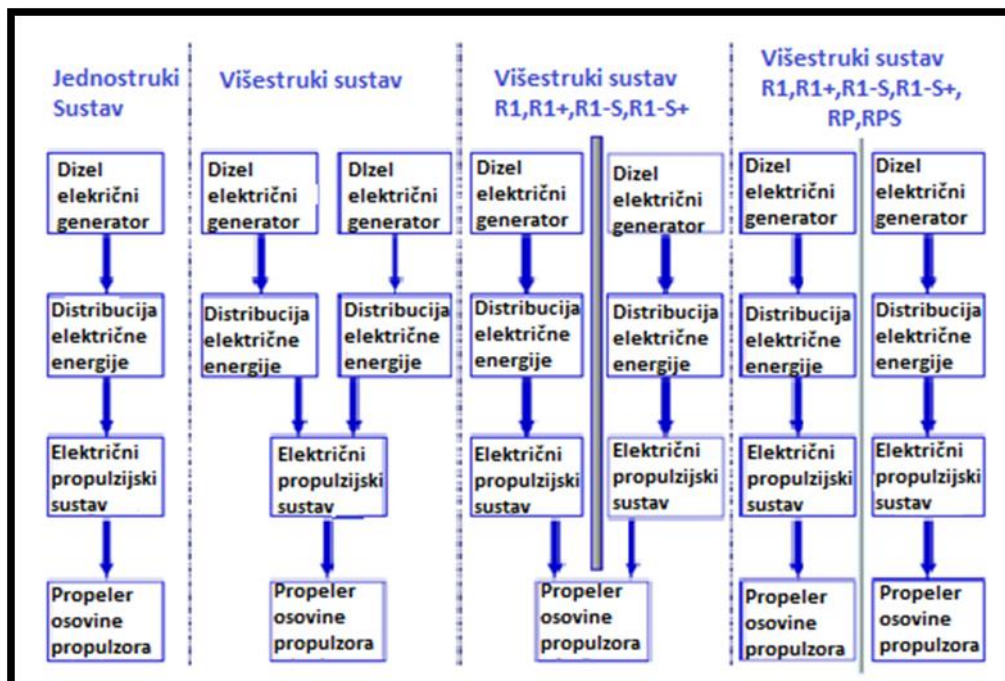 Jednostruki
Sustav
Dizel
elekrični
generator
Distribucija
električne
energije
Električni
propulzijski
sustav
Propeler
osovine
propulzora
Višestruki sustav
Dizel
električni
generator
DIzel
električni
generator
Distribucija
električne
energije
Distribucija
električne
energije
Električni
propulzijski
sustav
Propeler
osovine
propulzora
Višestruki sustav
R1,R1+,R1-S,R1-S+
Dizel
električni
generator
Dizel
električni
generator
Distribucija
električne
energije
Distribucija
električne
energije
Električni
propulzijski
sustav
Električni
propulzijski
sustav
Propeler
osovine
propulzora
Višestruki sustav
R1,R1+,R1-S,R1-S+,
RP,RPS
Dizel
električni
generator
Dizel
električni
generator
Distribucija
električne
energije
Distribucija
električne
energije
Električni
propulzijski
sustav
Električni
propulzijski
sustav
Propeler
osovine
propulzora
Propeler
osovine
propulzora